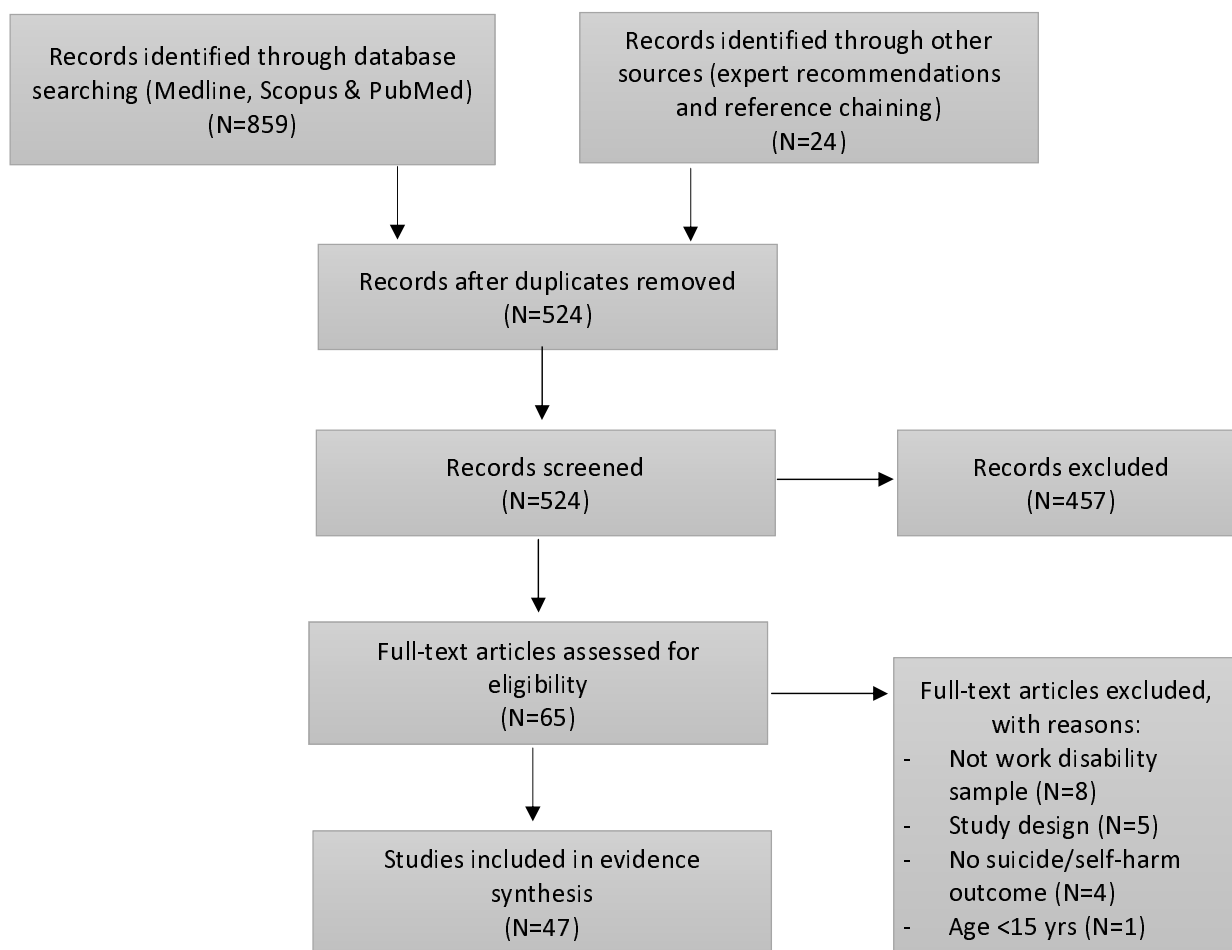 Records identified through database
searching (Medline, Scopus & PubMed)
(N=859)
Records identified through other
sources (expert recommendations
and reference chaining)
(N=24)
Records after duplicates removed
(N=524)
Records screened
(N=524)
Records excluded
(N=457)
Full-text articles assessed for
eligibility
(N=65)
Full-text articles excluded,
with reasons:
- Not work disability
sample (N=8)
- Study design (N=5)
- No suicide/self-harm
outcome (N=4)
- Age <15 yrs (N=1)
Studies included in evidence
synthesis
(N=47)